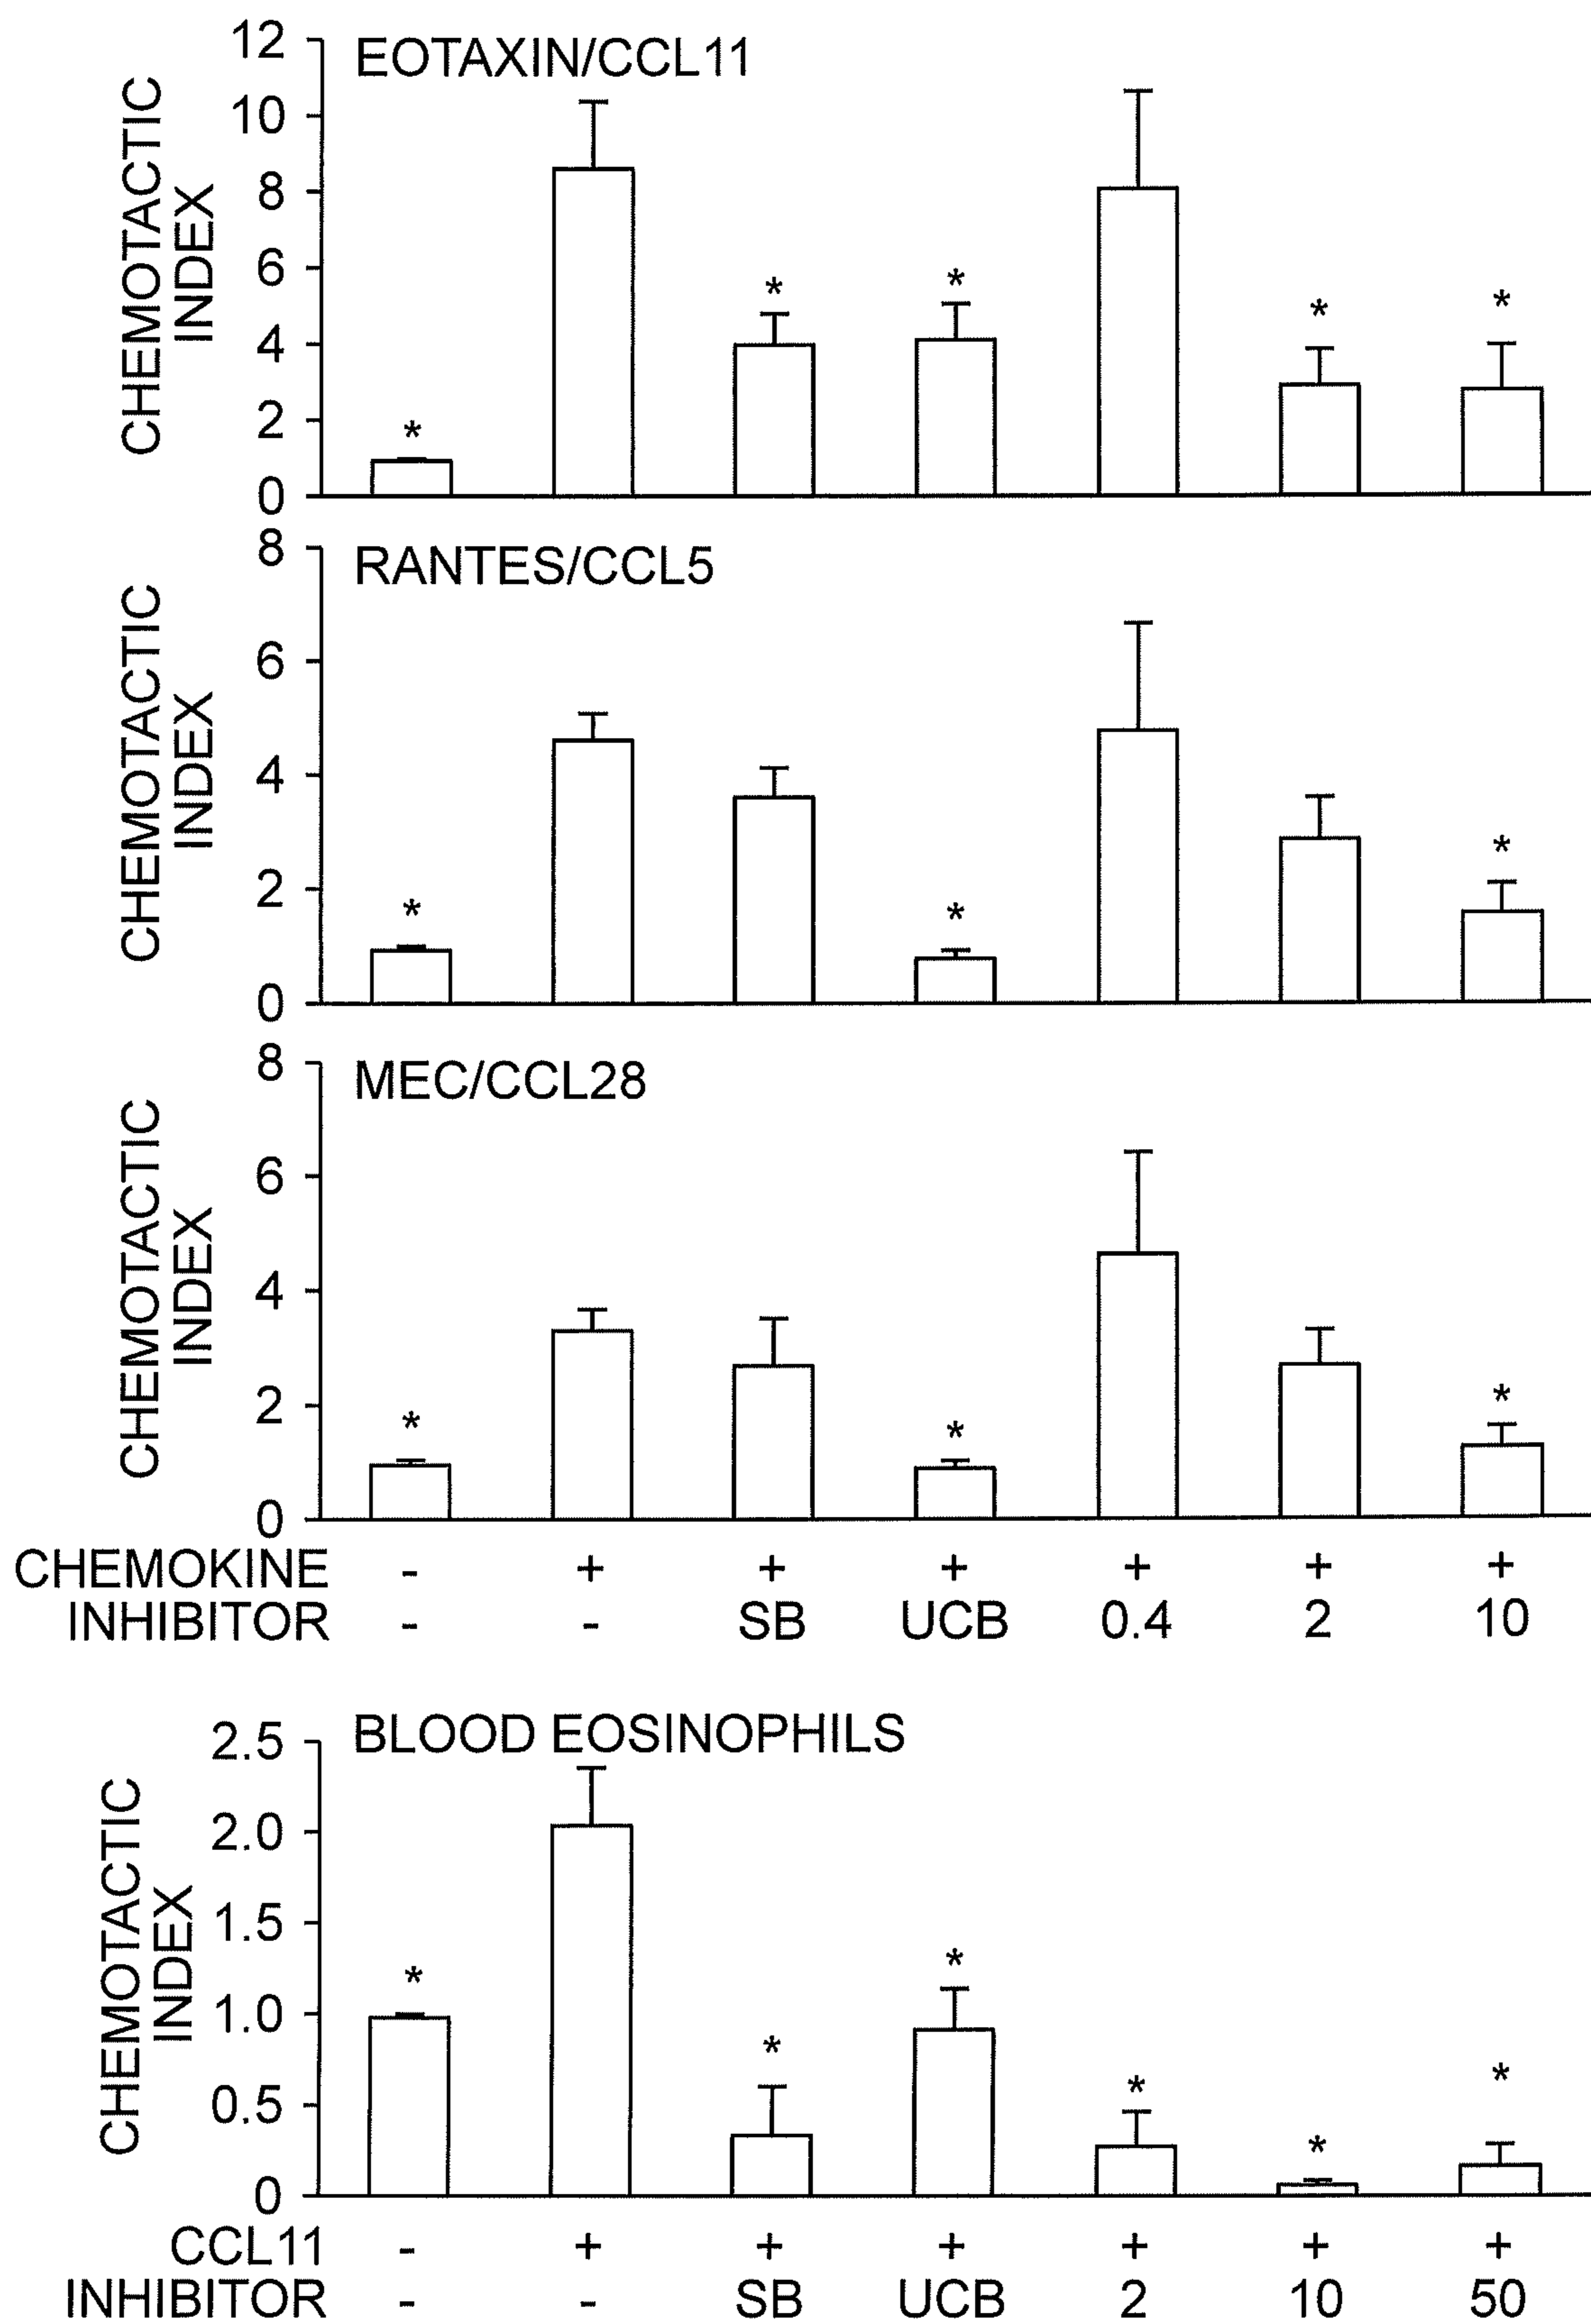 EOTAXIN/CCL11
CHEMOTACTIC
INDEX
12
10
8
6
4
2
0
*
*
*
*
*
RANTES/CCL5
CHEMOTACTIC
INDEX
8
6
4
2
0
*
*
*
MEC/CCL28
CHEMOTACTIC
INDEX
8
6
4
2
0
*
*
*
CHEMOKINE - + + + + + +
INHIBITOR - - SB UCB 0.4 2 10
BLOOD EOSINOPHILS
CHEMOTACTIC
INDEX
2.5
2.0
1.5
1.0
0.5
0
*
*
*
*
*
*
CCL11 - + + + + + +
INHIBITOR - - SB UCB 2 10 50